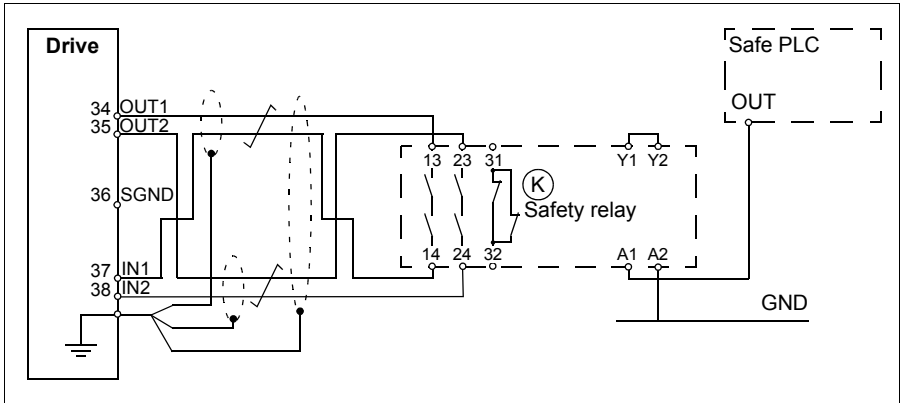 Drive
Safe PLC
OUT
34 OUT1
35 OUT2
13 23 31 Y1 Y2
K
36 SGND
Safety relay
14 24 32 A1 A2
37 IN1
38 IN2
GND